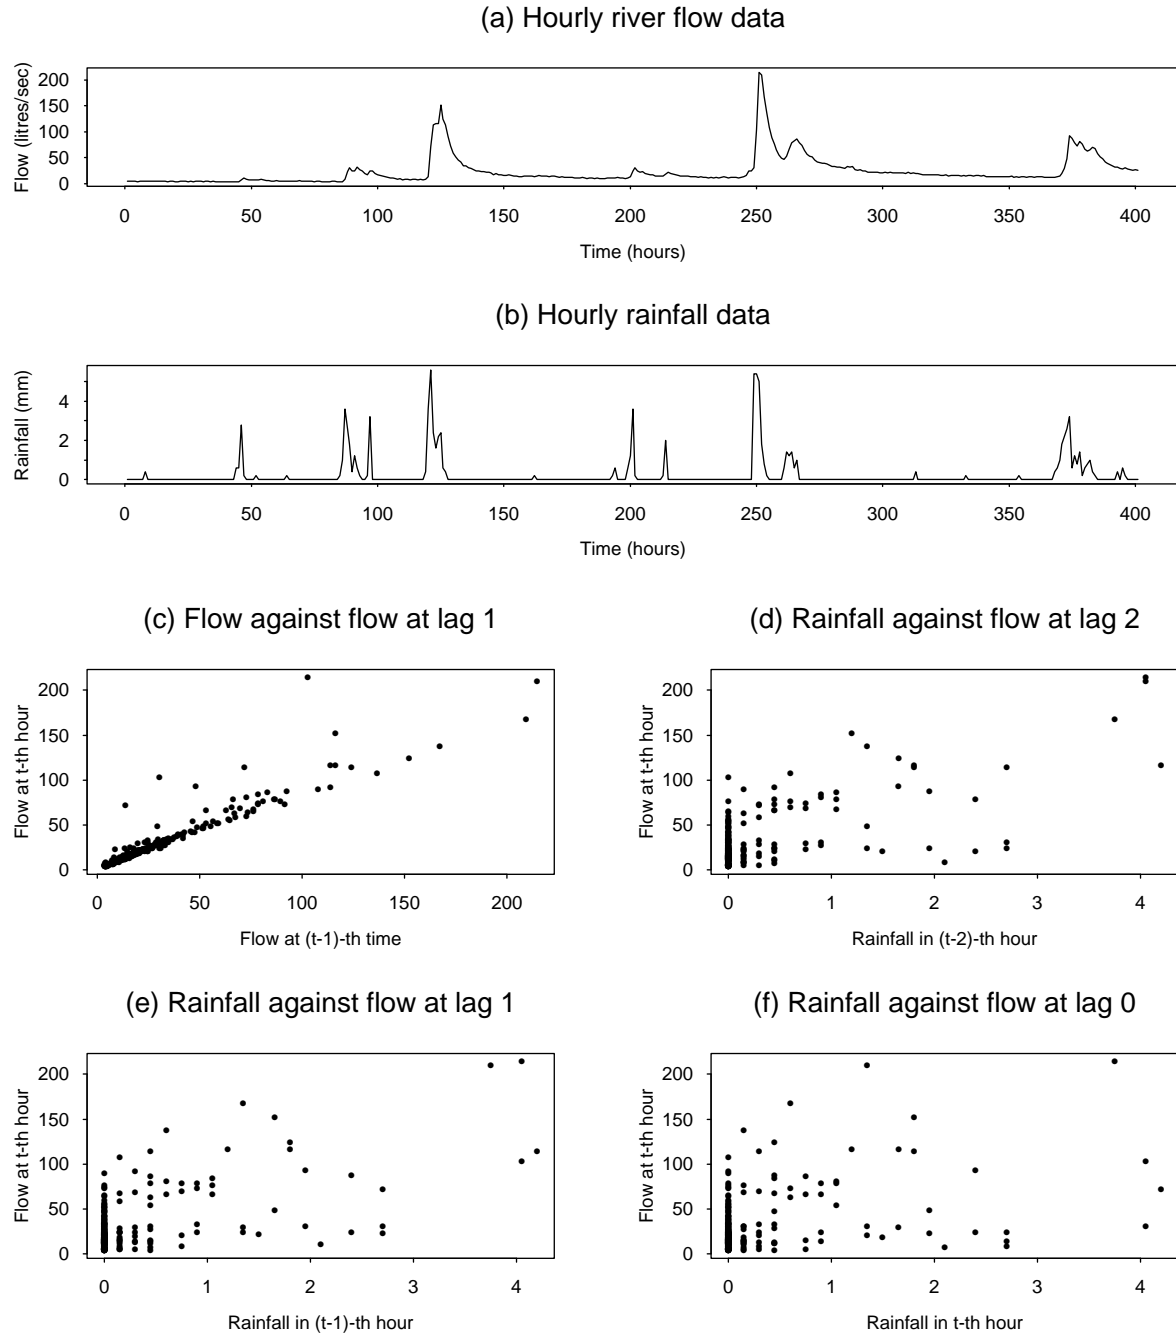 (a) Hourly river flow data
Flow (litres/sec)
200
150
100
50
0
0 50 100 150 200 250 300 350 400
Time (hours)
(b) Hourly rainfall data
Rainfall (mm)
4
2
0
0 50 100 150 200 250 300 350 400
Time (hours)
(c) Flow against flow at lag 1
Flow at t-th hour
200
150
100
50
0
0 50 100 150 200
Flow at (t-1)-th time
(d) Rainfall against flow at lag 2
Flow at t-th hour
200
150
100
50
0
0 1 2 3 4
Rainfall in (t-2)-th hour
(e) Rainfall against flow at lag 1
Flow at t-th hour
200
150
100
50
0
0 1 2 3 4
Rainfall in (t-1)-th hour
(f) Rainfall against flow at lag 0
Flow at t-th hour
200
150
100
50
0
0 1 2 3 4
Rainfall in t-th hour